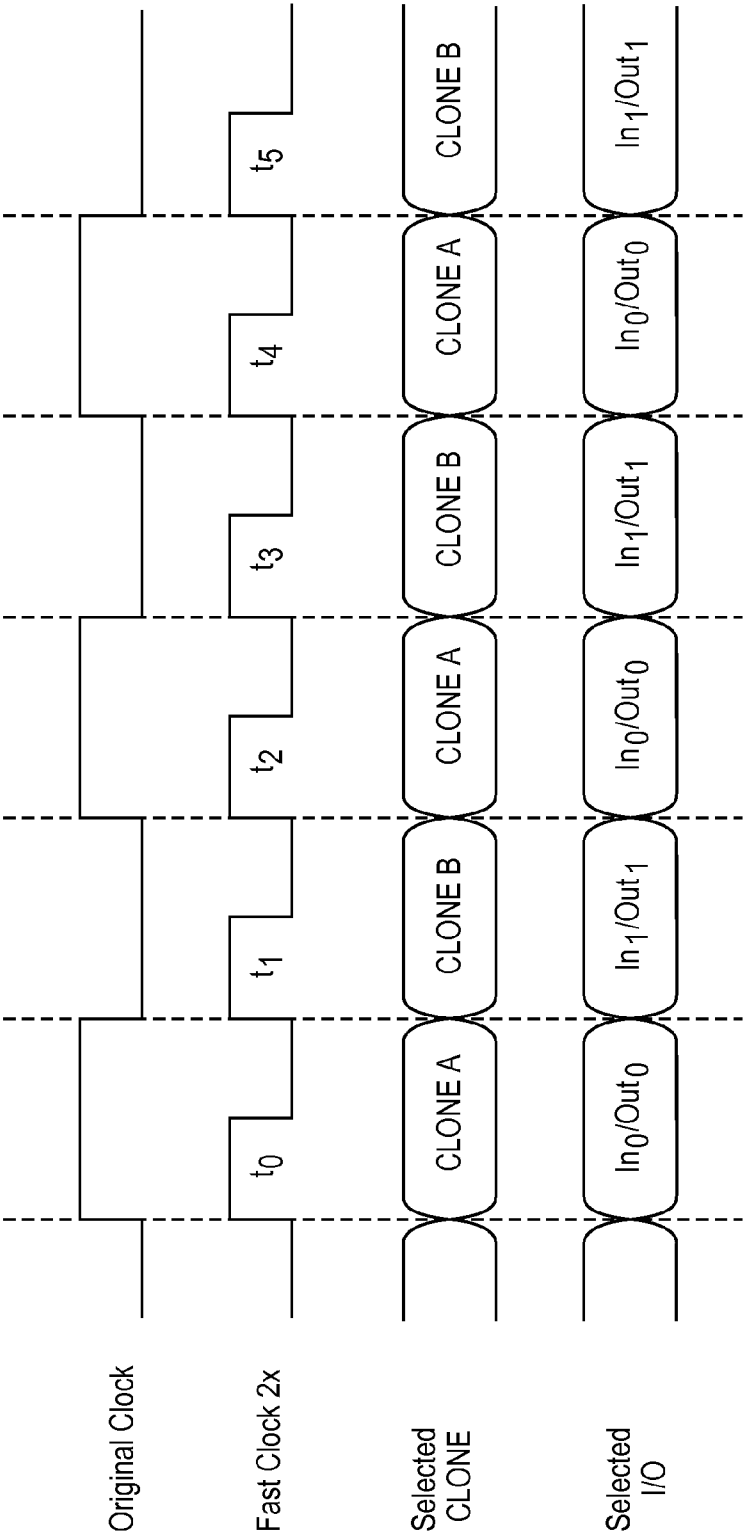 Original Clock
Fast Clock 2x
t0
t1
t2
t3
t4
t5
Selected
CLONE
CLONE A
CLONE B
CLONE A
CLONE B
CLONE A
CLONE B
Selected
I/O
In0/Out0
In1/Out1
In0/Out0
In1/Out1
In0/Out0
In1/Out1